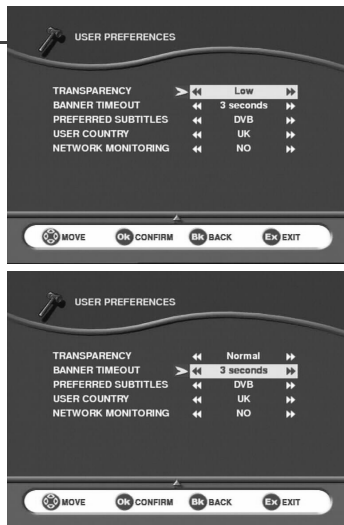 USER PREFERENCES
TRANSPARENCY Low
BANNER TIMEOUT 3 seconds
PREFERRED SUBTITLES DVB
USER COUNTRY UK
NETWORK MONITORING NO
MOVE Ok CONFIRM Bk BACK Ex EXIT
USER PREFERENCES
TRANSPARENCY Normal
BANNER TIMEOUT 3 seconds
PREFERRED SUBTITLES DVB
USER COUNTRY UK
NETWORK MONITORING NO
MOVE Ok CONFIRM Bk BACK Ex EXIT